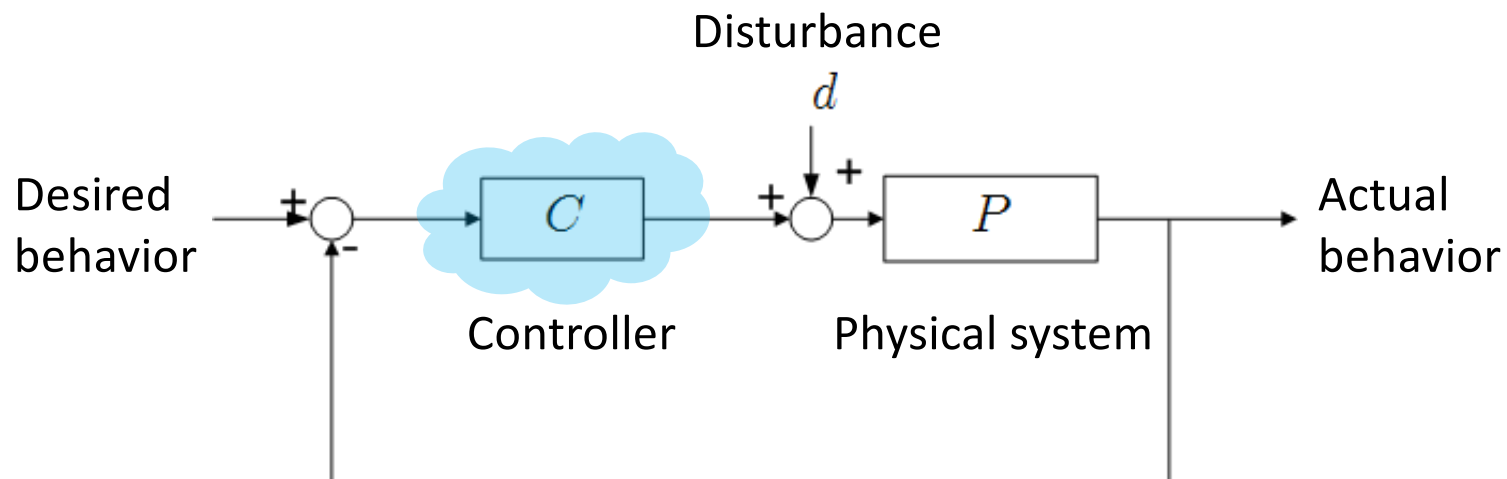 Disturbance
d
Desired
behavior
+
-
C
+
+
P
Actual
behavior
Controller
Physical system